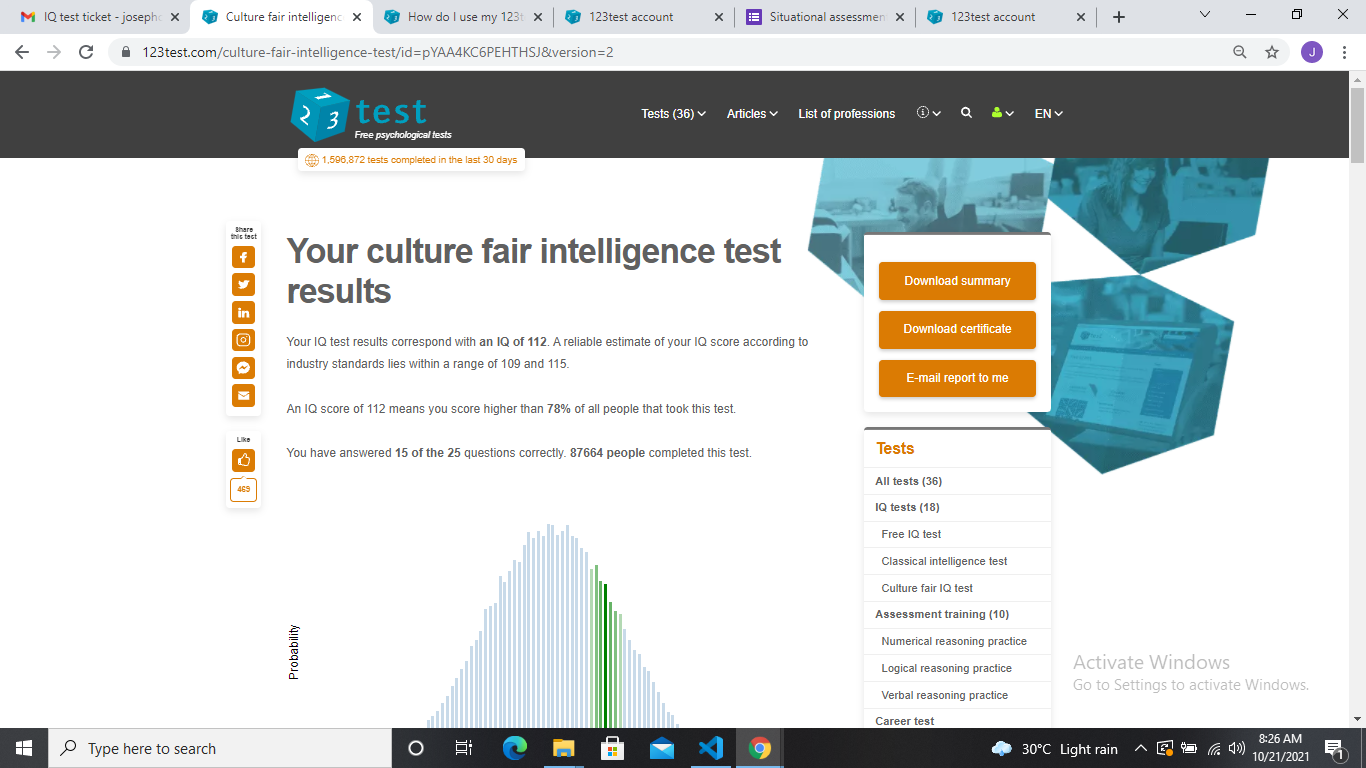 IQ test ticket - joseph
Culture fair intelligenc
How do I use my 123t
123test account
Situational assessmen
123test account
123test.com/culture-fair-intelligence-test/id=pYAA4KC6PEHTHSJ&version=2
J
1 2 3 test
Free psychological tests
Tests (36)
Articles
List of professions
EN
1,596,872 tests completed in the last 30 days
Share
this test
Like
469
Your culture fair intelligence test
results
Your IQ test results correspond with an IQ of 112. A reliable estimate of your IQ score according to
industry standards lies within a range of 109 and 115.
An IQ score of 112 means you score higher than 78% of all people that took this test.
You have answered 15 of the 25 questions correctly. 87664 people completed this test.
Probability
Download summary
Download certificate
E-mail report to me
Tests
All tests (36)
IQ tests (18)
Free IQ test
Classical intelligence test
Culture fair IQ test
Assessment training (10)
Numerical reasoning practice
Logical reasoning practice
Verbal reasoning practice
Career test
Activate Windows
Go to Settings to activate Windows.
Type here to search
30°C Light rain
8:26 AM
10/21/2021
1